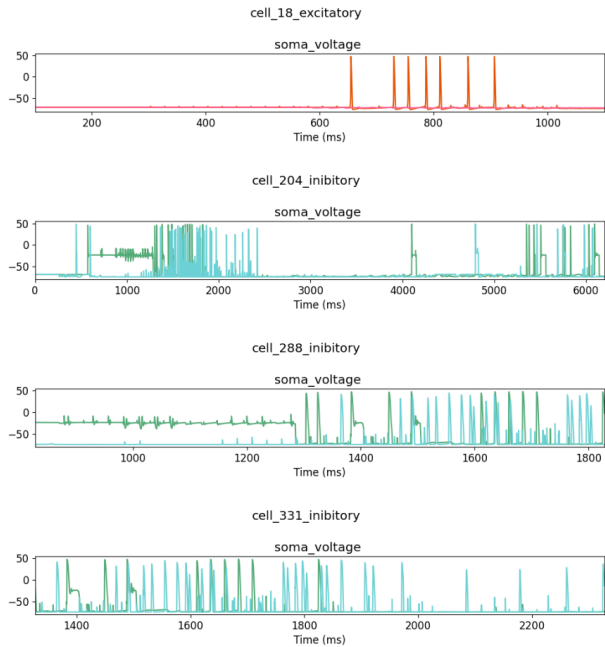 cell_18_excitatory
soma_voltage
50
0
−50
200 400 600 800 1000
Time (ms)
cell_204_inibitory
soma_voltage
50
0
−50
0 1000 2000 3000 4000 5000 6000
Time (ms)
cell_288_inibitory
soma_voltage
50
0
−50
1000 1200 1400 1600 1800
Time (ms)
cell_331_inibitory
soma_voltage
50
0
−50
1400 1600 1800 2000 2200
Time (ms)